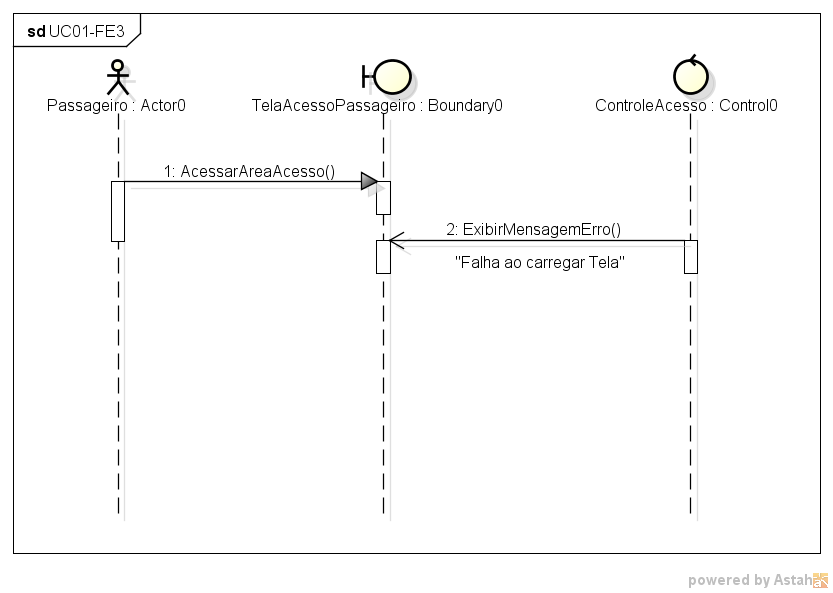 sd UC01-FE3
Passageiro : Actor0
TelaAcessoPassageiro : Boundary0
ControleAcesso : Control0
1: AcessarAreaAcesso()
2: ExibirMensagemErro()
"Falha ao carregar Tela"
powered by Astah